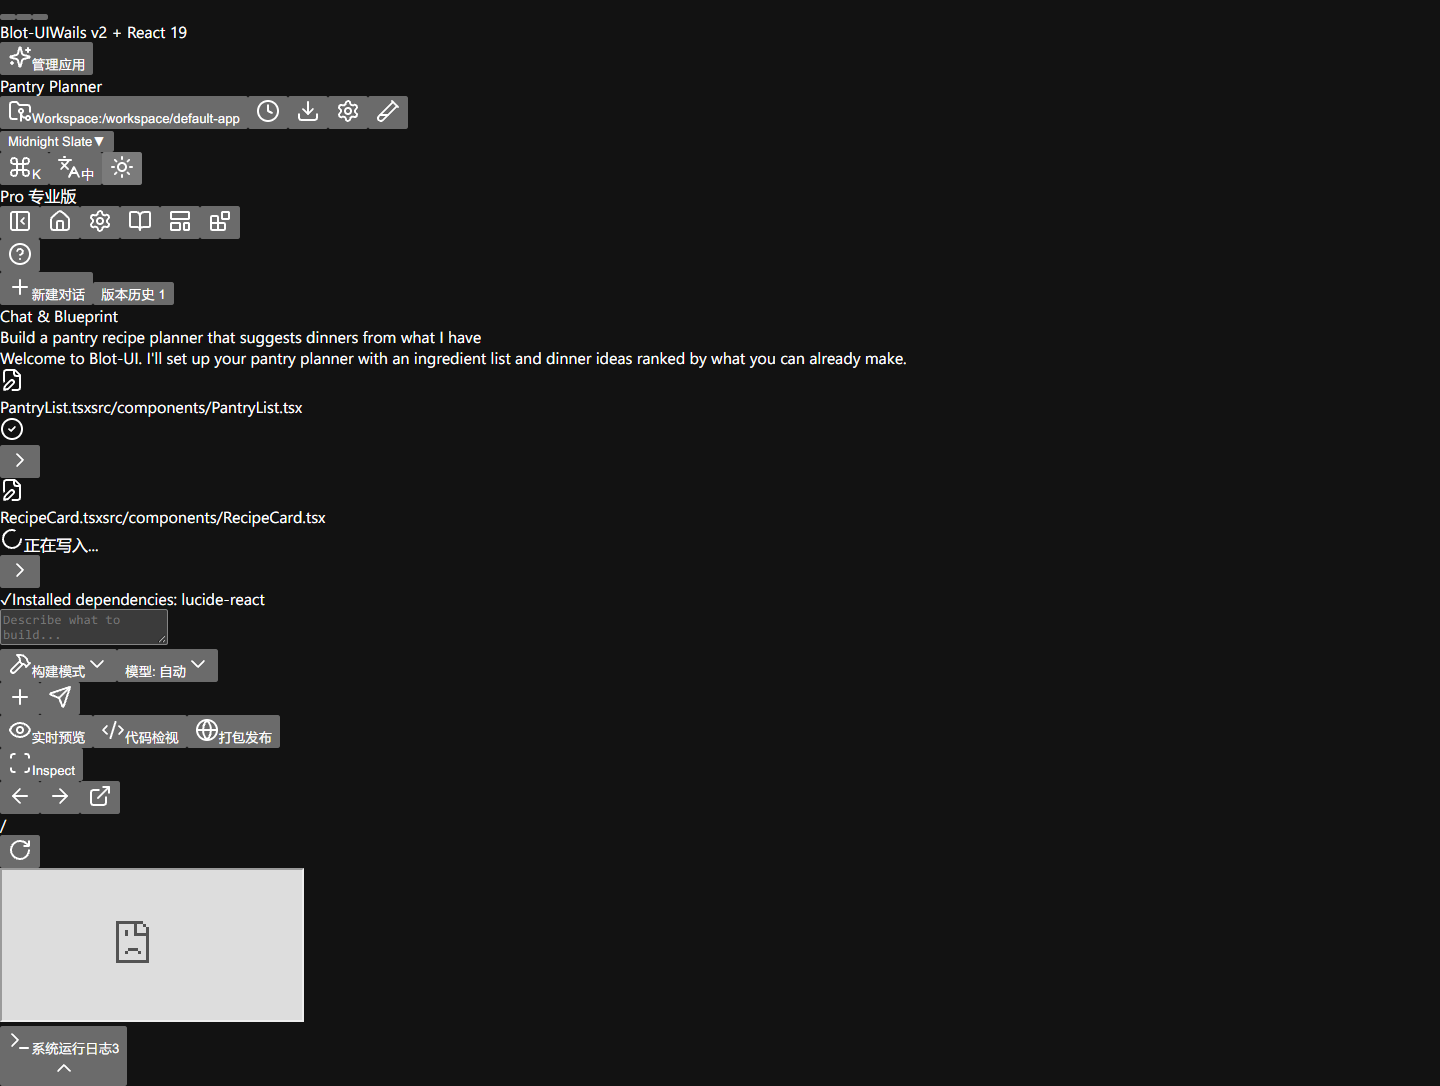 Blot-UIWails v2 + React 19
管理应用
Pantry Planner
Workspace:/workspace/default-app
Midnight Slate▼
K 中
Pro 专业版
新建对话 版本历史 1
Chat & Blueprint
Build a pantry recipe planner that suggests dinners from what I have
Welcome to Blot-UI. I'll set up your pantry planner with an ingredient list and dinner ideas ranked by what you can already make.
PantryList.tsxsrc/components/PantryList.tsx
RecipeCard.tsxsrc/components/RecipeCard.tsx
正在写入...
✓Installed dependencies: lucide-react
Describe what to
build...
构建模式 模型: 自动
实时预览 代码检视 打包发布
Inspect
/
系统运行日志3